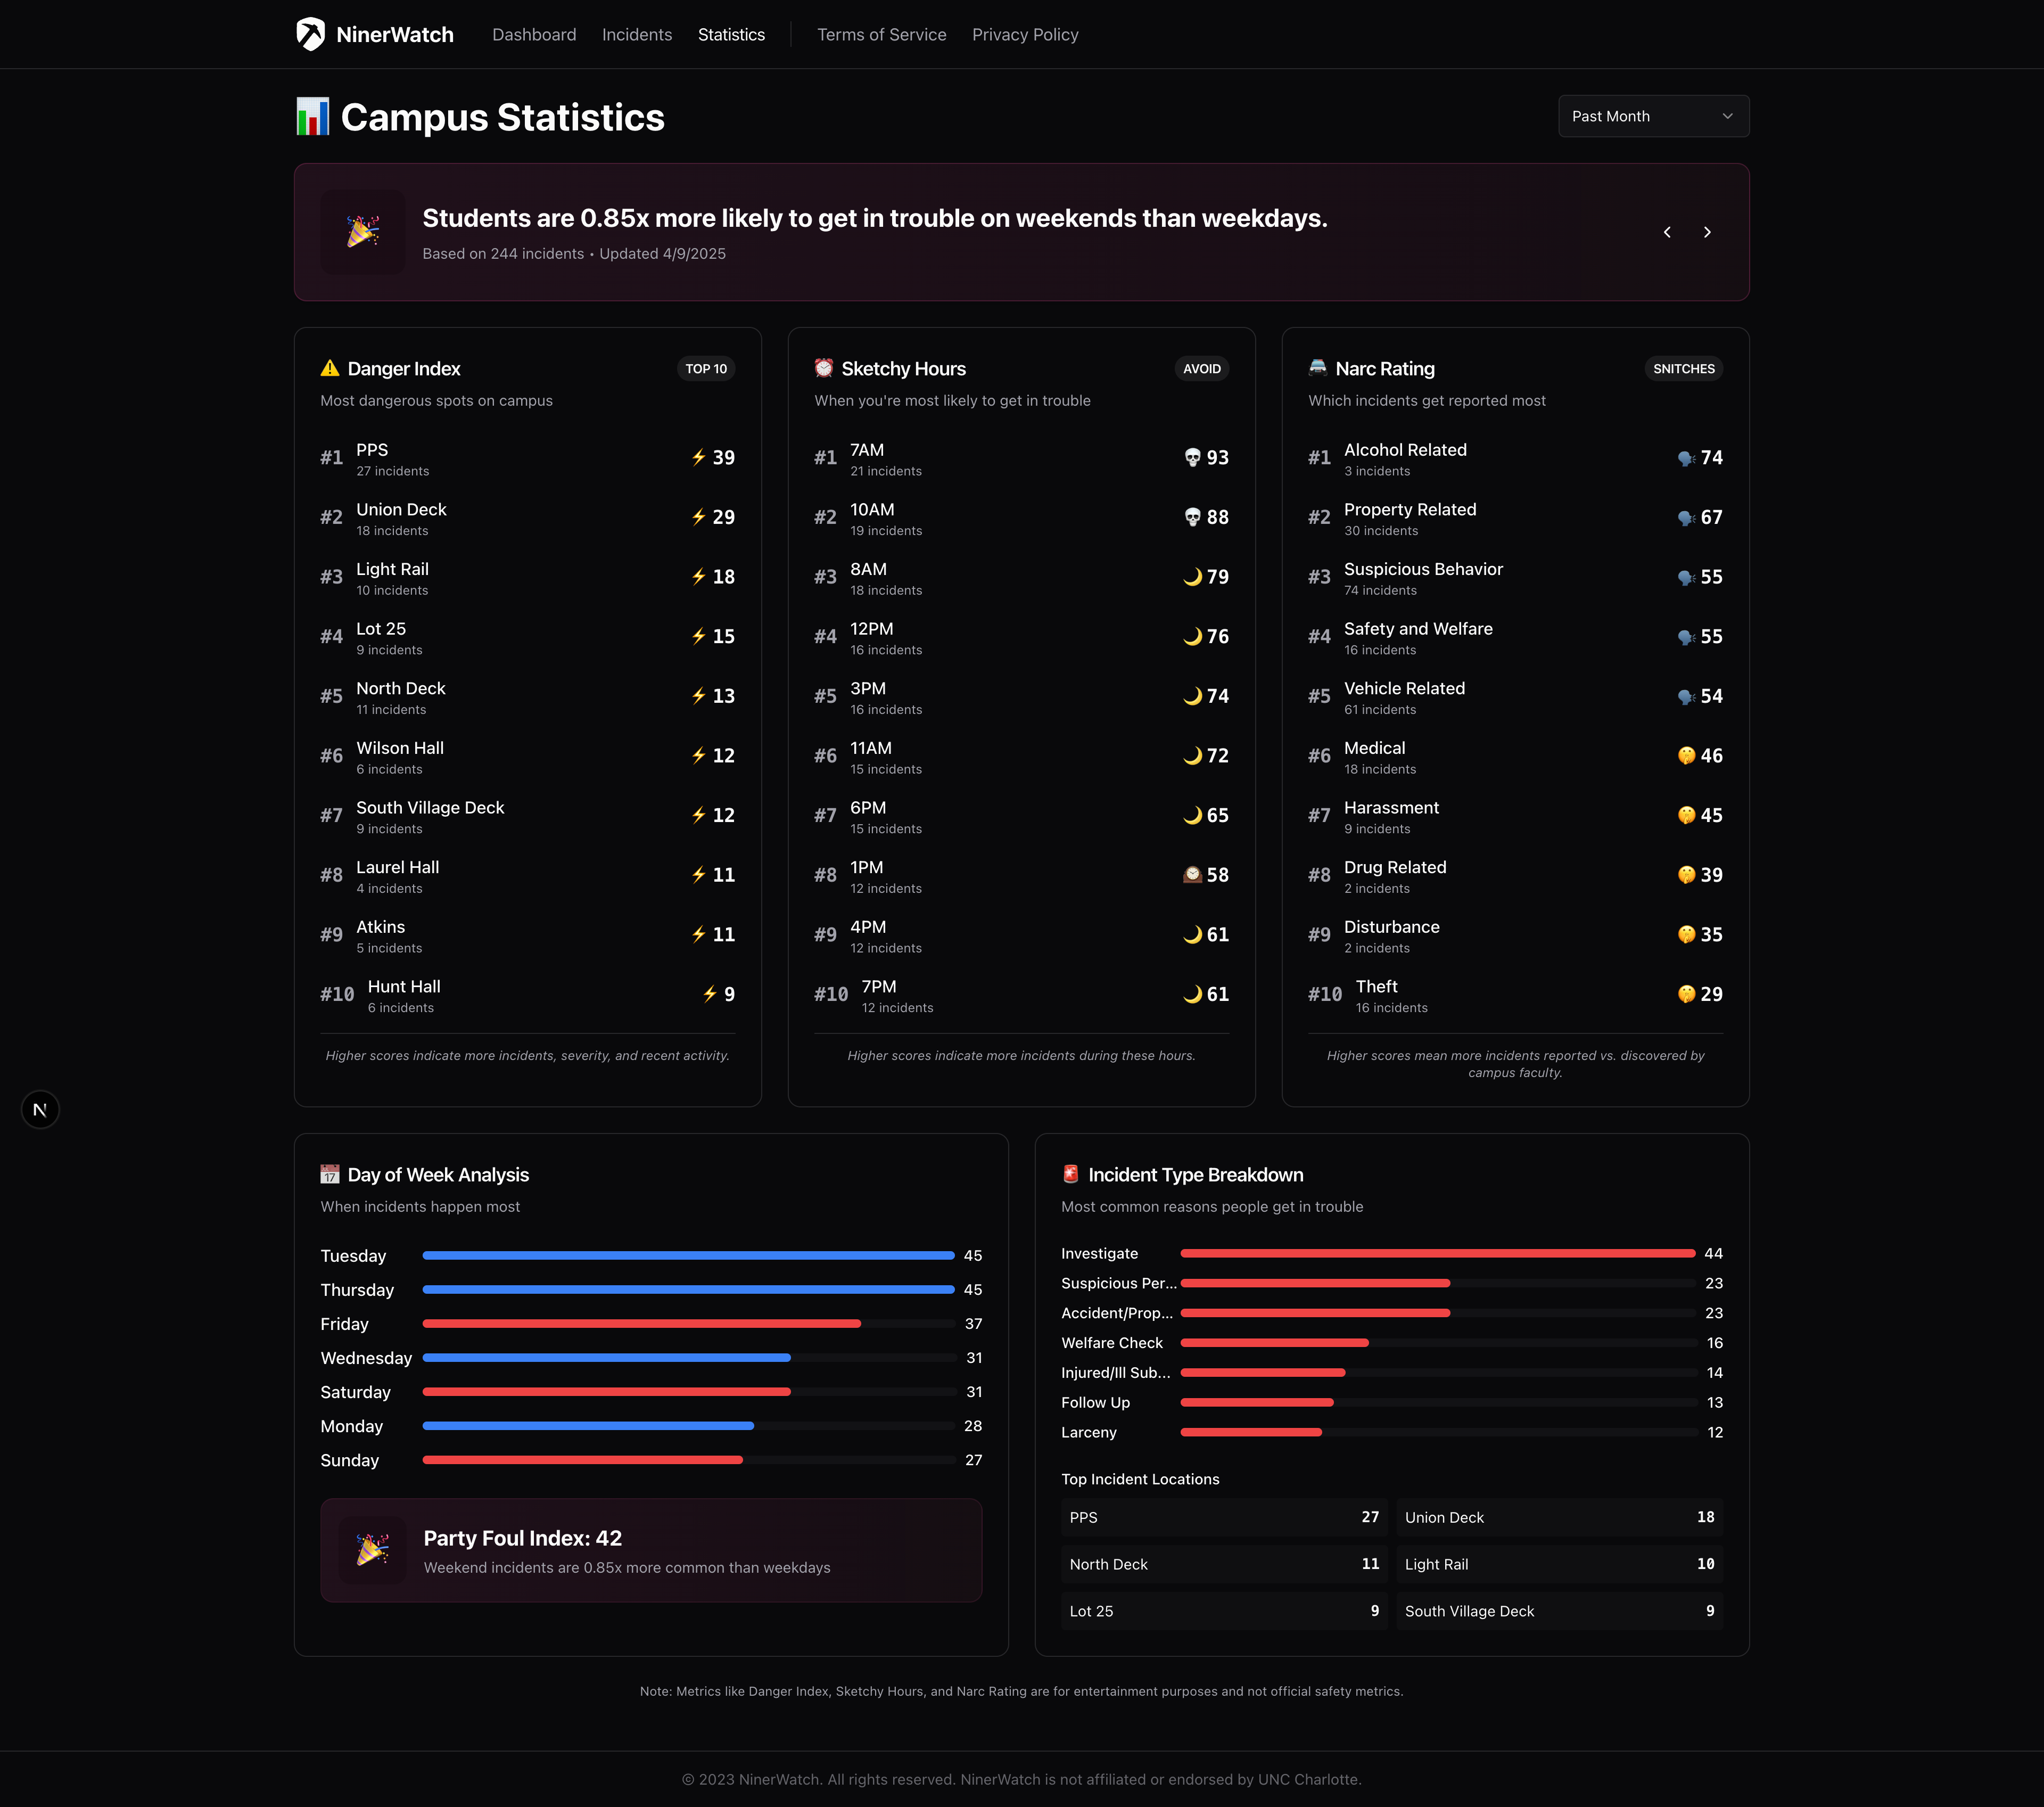 NinerWatch
Dashboard
Incidents
Statistics
Terms of Service
Privacy Policy
Campus Statistics
Past Month
Students are 0.85x more likely to get in trouble on weekends than weekdays.
Based on 244 incidents • Updated 4/9/2025
Danger Index
TOP 10
Most dangerous spots on campus
#1 PPS 39
27 incidents
#2 Union Deck 29
18 incidents
#3 Light Rail 18
10 incidents
#4 Lot 25 15
9 incidents
#5 North Deck 13
11 incidents
#6 Wilson Hall 12
6 incidents
#7 South Village Deck 12
9 incidents
#8 Laurel Hall 11
4 incidents
#9 Atkins 11
5 incidents
#10 Hunt Hall 9
6 incidents
Higher scores indicate more incidents, severity, and recent activity.
Sketchy Hours
AVOID
When you're most likely to get in trouble
#1 7AM 93
21 incidents
#2 10AM 88
19 incidents
#3 8AM 79
18 incidents
#4 12PM 76
16 incidents
#5 3PM 74
16 incidents
#6 11AM 72
15 incidents
#7 6PM 65
15 incidents
#8 1PM 58
12 incidents
#9 4PM 61
12 incidents
#10 7PM 61
12 incidents
Higher scores indicate more incidents during these hours.
Narc Rating
SNITCHES
Which incidents get reported most
#1 Alcohol Related 74
3 incidents
#2 Property Related 67
30 incidents
#3 Suspicious Behavior 55
74 incidents
#4 Safety and Welfare 55
16 incidents
#5 Vehicle Related 54
61 incidents
#6 Medical 46
18 incidents
#7 Harassment 45
9 incidents
#8 Drug Related 39
2 incidents
#9 Disturbance 35
2 incidents
#10 Theft 29
16 incidents
Higher scores mean more incidents reported vs. discovered by
campus faculty.
N
17
Day of Week Analysis
When incidents happen most
Tuesday 45
Thursday 45
Friday 37
Wednesday 31
Saturday 31
Monday 28
Sunday 27
Party Foul Index: 42
Weekend incidents are 0.85x more common than weekdays
Incident Type Breakdown
Most common reasons people get in trouble
Investigate 44
Suspicious Per... 23
Accident/Prop... 23
Welfare Check 16
Injured/Ill Sub... 14
Follow Up 13
Larceny 12
Top Incident Locations
PPS 27
Union Deck 18
North Deck 11
Light Rail 10
Lot 25 9
South Village Deck 9
Note: Metrics like Danger Index, Sketchy Hours, and Narc Rating are for entertainment purposes and not official safety metrics.
© 2023 NinerWatch. All rights reserved. NinerWatch is not affiliated or endorsed by UNC Charlotte.